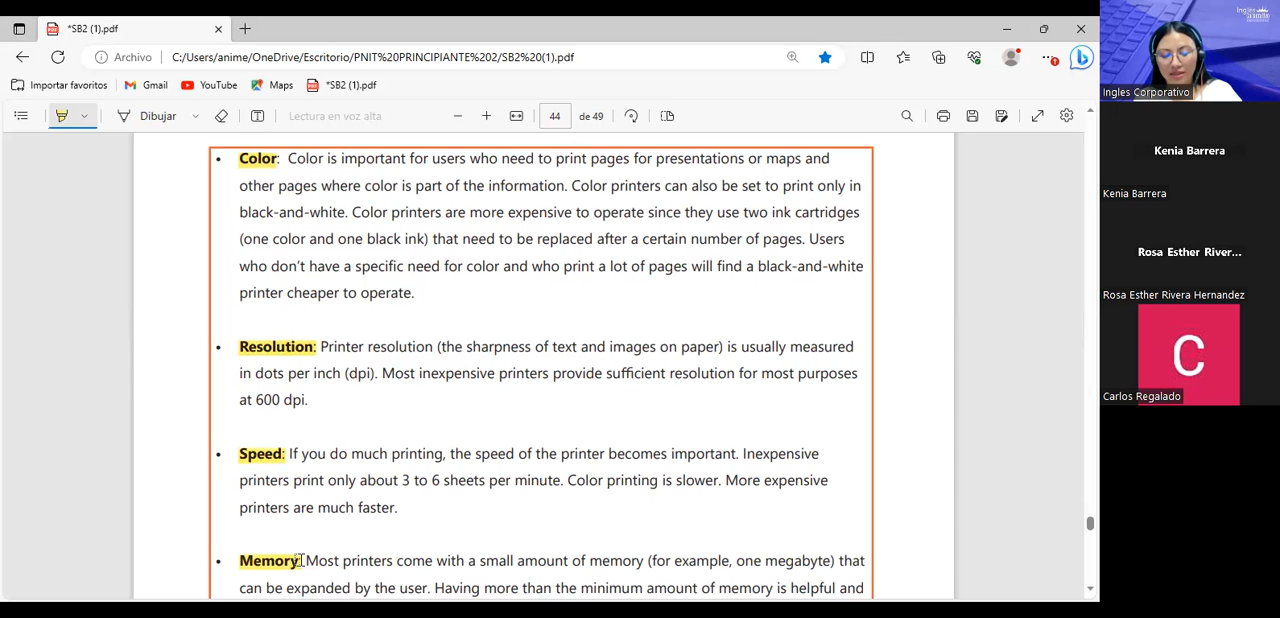 *SB2 (1).pdf
Archivo C:/Users/anime/OneDrive/Escritorio/PNIT%20PRINCIPIANTE%202/SB2%20(1).pdf
Importar favoritos Gmail YouTube Maps *SB2 (1).pdf
Dibujar Lectura en voz alta 44 de 49
• Color: Color is important for users who need to print pages for presentations or maps and
other pages where color is part of the information. Color printers can also be set to print only in
black-and-white. Color printers are more expensive to operate since they use two ink cartridges
(one color and one black ink) that need to be replaced after a certain number of pages. Users
who don't have a specific need for color and who print a lot of pages will find a black-and-white
printer cheaper to operate.
• Resolution: Printer resolution (the sharpness of text and images on paper) is usually measured
in dots per inch (dpi). Most inexpensive printers provide sufficient resolution for most purposes
at 600 dpi.
• Speed: If you do much printing, the speed of the printer becomes important. Inexpensive
printers print only about 3 to 6 sheets per minute. Color printing is slower. More expensive
printers are much faster.
• Memory: Most printers come with a small amount of memory (for example, one megabyte) that
can be expanded by the user. Having more than the minimum amount of memory is helpful and
Ingles Corporativo
Kenia Barrera
Kenia Barrera
Rosa Esther River...
Rosa Esther Rivera Hernandez
C
Carlos Regalado